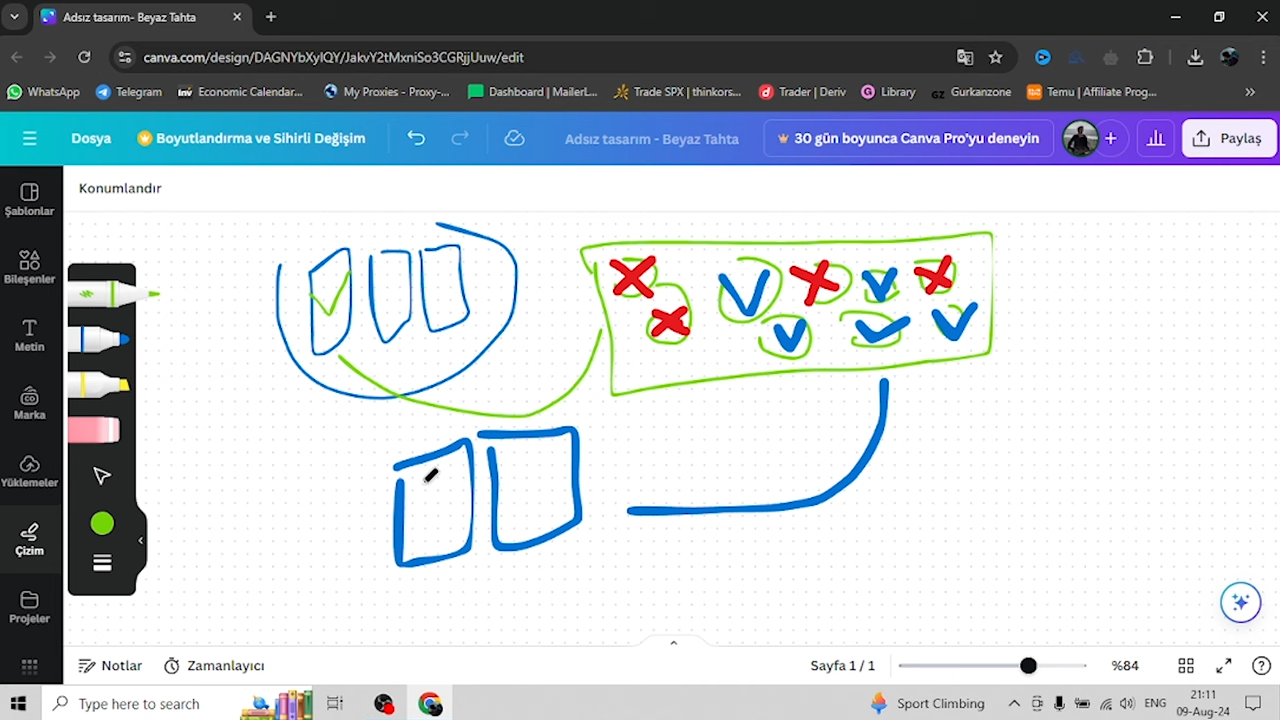 Adsız tasarım- Beyaz Tahta
canva.com/design/DAGNYbXylQY/JakvY2tMxniSo3CGRjjUuw/edit
WhatsApp Telegram Economic Calendar... My Proxies - Proxy-... Dashboard | MailerL... Trade SPX | thinkors... Trader | Deriv Library Gurkanzone Temu | Affiliate Prog...
Dosya Boyutlandırma ve Sihirli Değişim Adsız tasarım - Beyaz Tahta 30 gün boyunca Canva Pro'yu deneyin Paylaş
Konumlandır
Şablonlar
Bileşenler
Metin
Marka
Yüklemeler
Çizim
Projeler
Notlar Zamanlayıcı Sayfa 1 / 1 %84
Type here to search Sport Climbing ENG 21:11
09-Aug-24